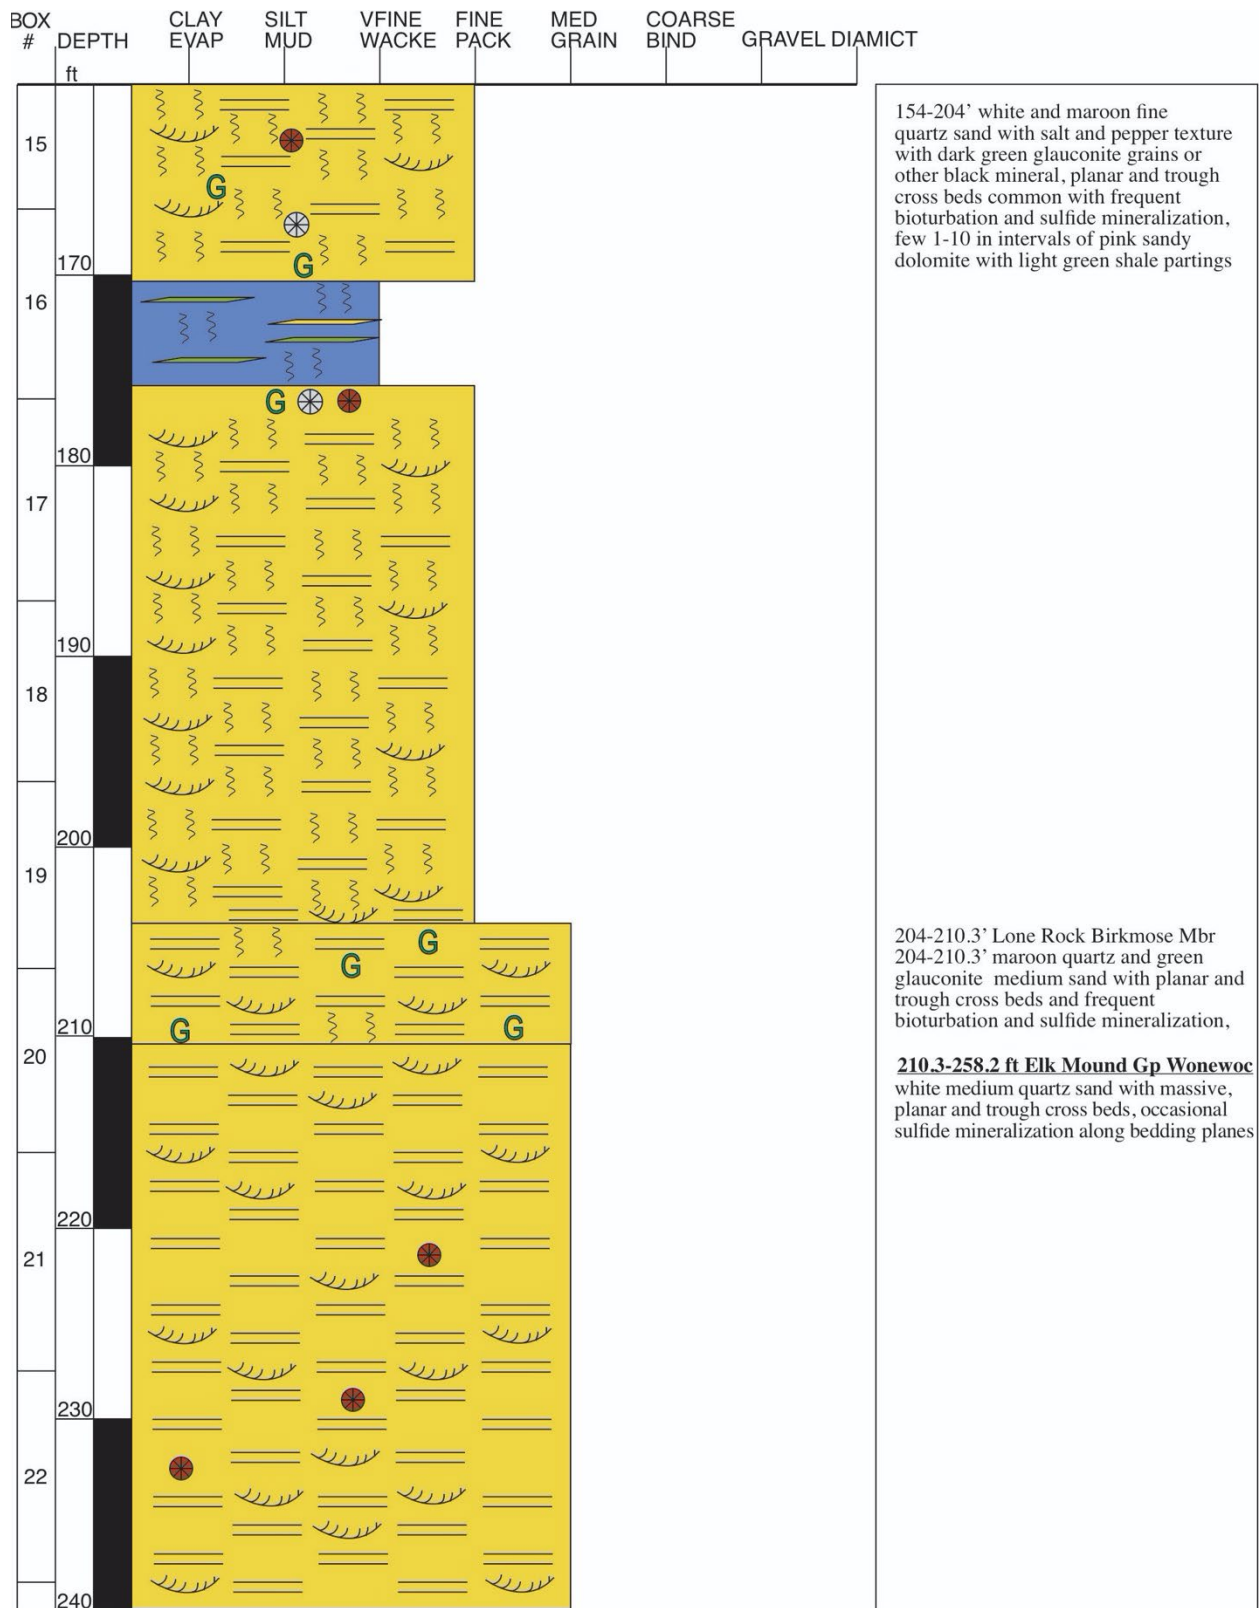 BOX # DEPTH CLAY EVAP SILT MUD VFINE WACKE FINE PACK MED GRAIN COARSE BIND GRAVEL DIAMICT
ft
15
G
G
170
16
G
180
17
190
18
200
19
G
G
G
G
210
20
220
21
230
22
240
154-204’ white and maroon fine
quartz sand with salt and pepper texture
with dark green glauconite grains or
other black mineral, planar and trough
cross beds common with frequent
bioturbation and sulfide mineralization,
few 1-10 in intervals of pink sandy
dolomite with light green shale partings
204-210.3’ Lone Rock Birkmose Mbr
204-210.3’ maroon quartz and green
glauconite medium sand with planar and
trough cross beds and frequent
bioturbation and sulfide mineralization,
210.3-258.2 ft Elk Mound Gp Wonewoc
white medium quartz sand with massive,
planar and trough cross beds, occasional
sulfide mineralization along bedding planes